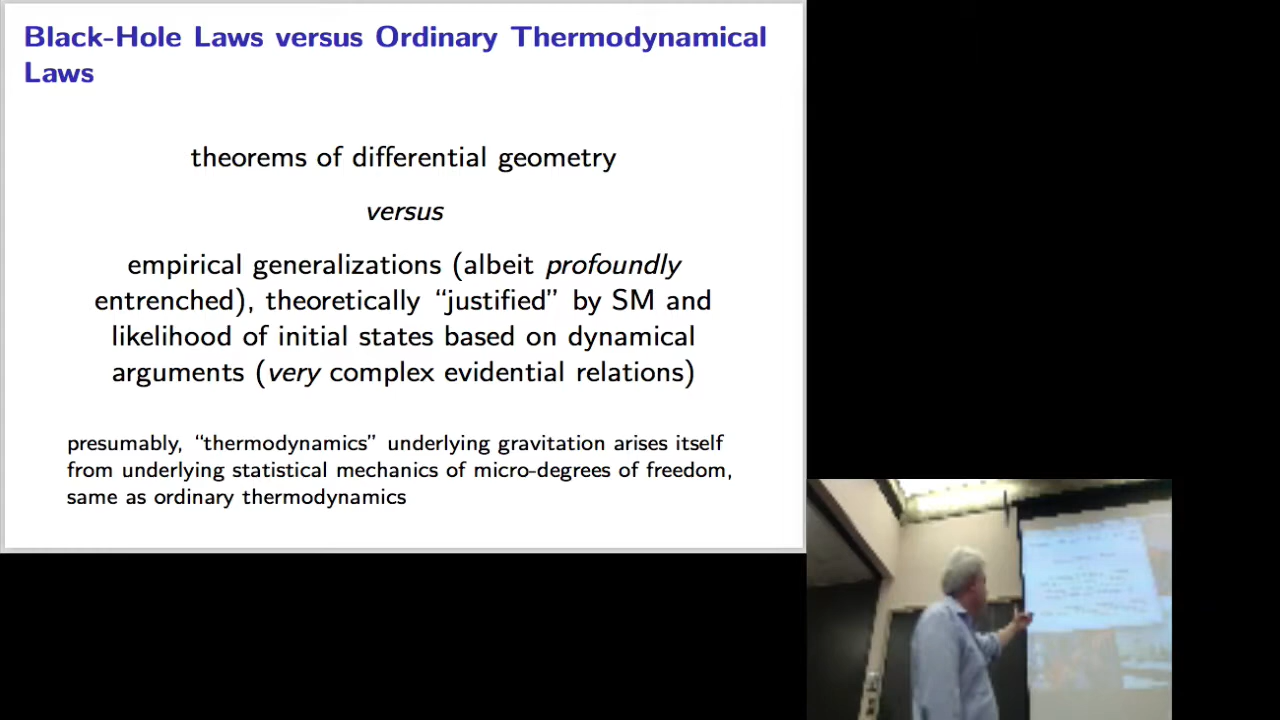 Black-Hole Laws versus Ordinary Thermodynamical
Laws
theorems of differential geometry
versus
empirical generalizations (albeit profoundly
entrenched), theoretically “justified” by SM and
likelihood of initial states based on dynamical
arguments (very complex evidential relations)
presumably, “thermodynamics” underlying gravitation arises itself
from underlying statistical mechanics of micro-degrees of freedom,
same as ordinary thermodynamics